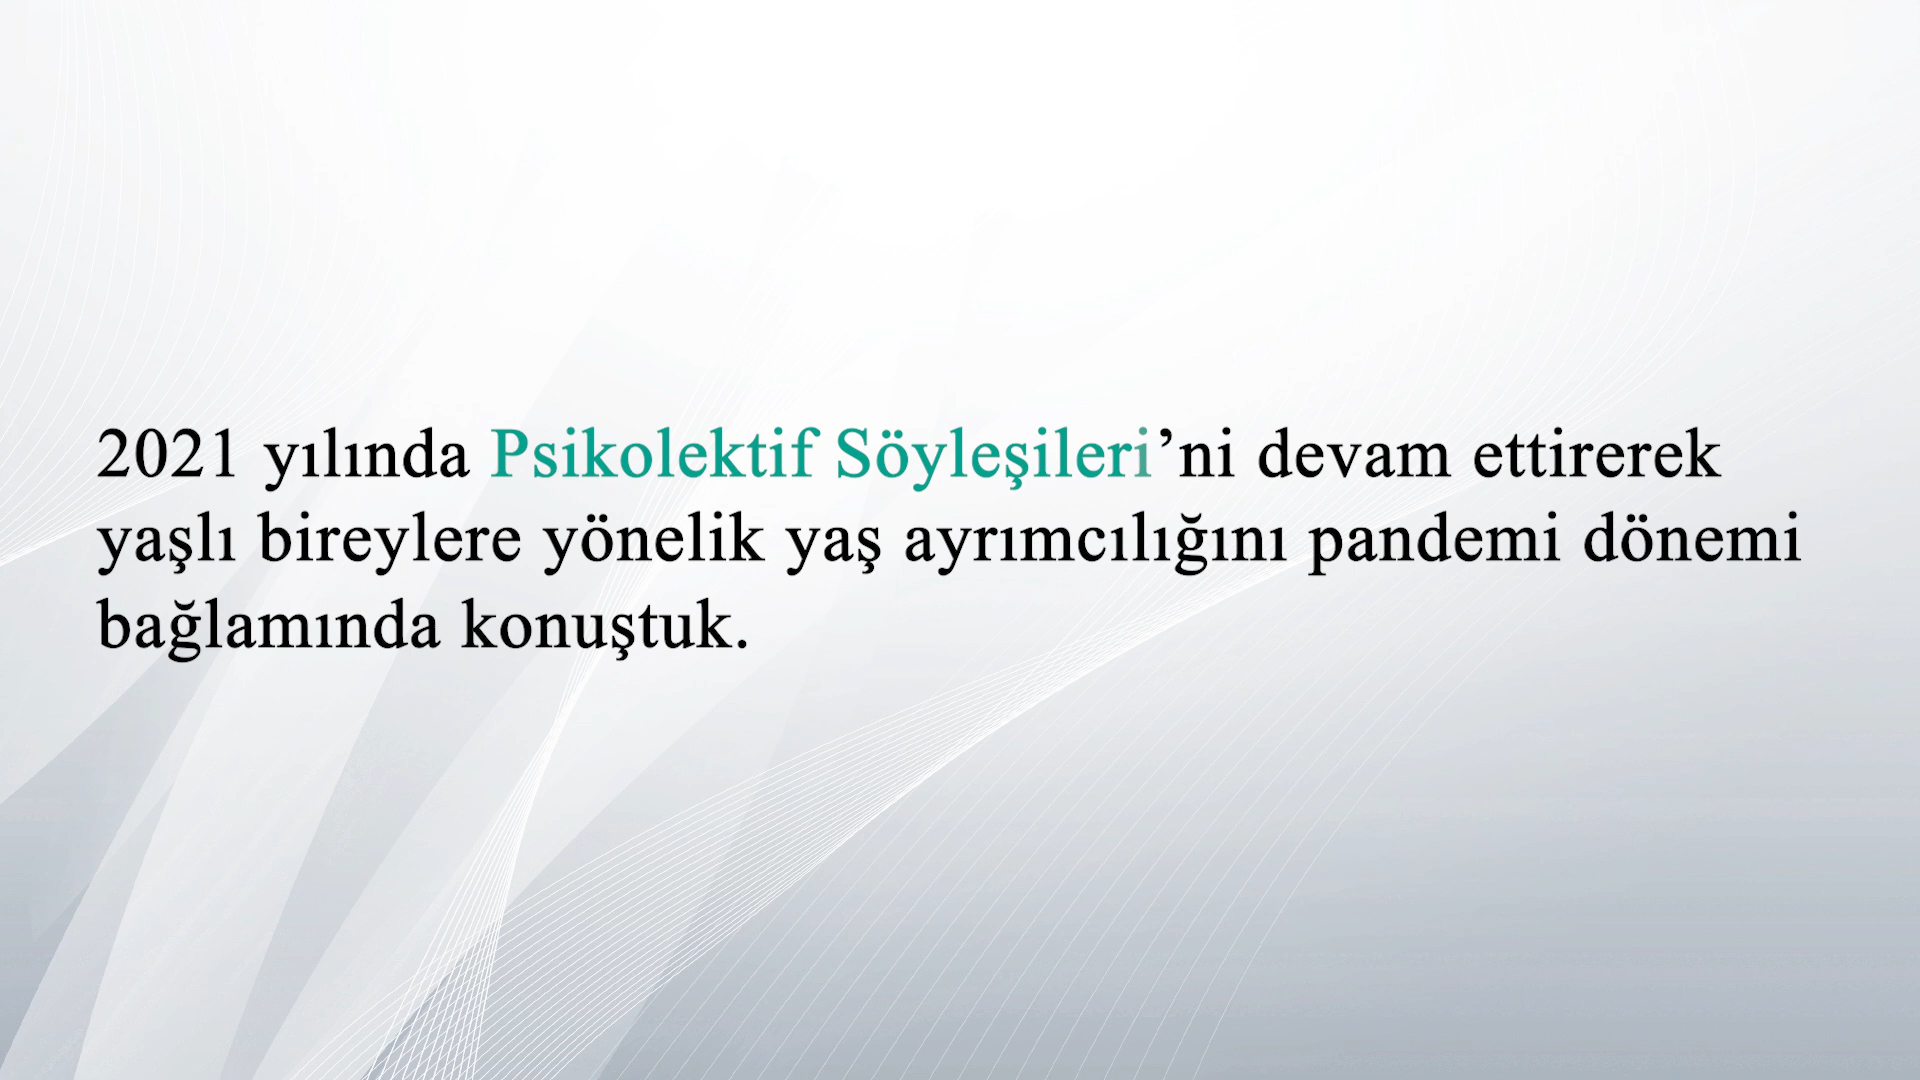 2021 yılında Psikolektif Söyleşileri’ni devam ettirerek
yaşlı bireylere yönelik yaş ayrımcılığını pandemi dönemi
bağlamında konuştuk.